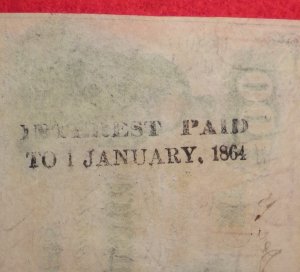 INTEREST PAID
TO 1 JANUARY, 1864